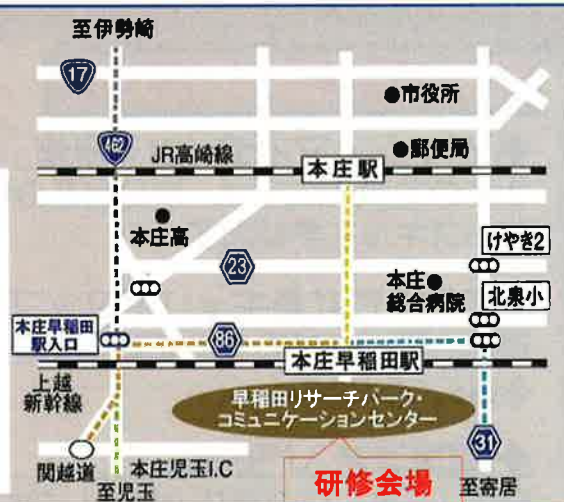 至伊勢崎
17
●市役所
462
JR高崎線
●郵便局
本庄駅
本庄高
けやき2
23
本庄●
総合病院
北泉小
本庄早稲田
駅入口
86
本庄早稲田駅
上越
新幹線
早稲田リサーチパーク・
コミュニケーションセンター
31
関越道
本庄児玉I.C
至児玉
研修会場
至寄居